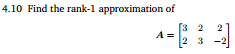 4.10 Find the rank-1 approximation of
A = [3 2 2
2 3 -2]